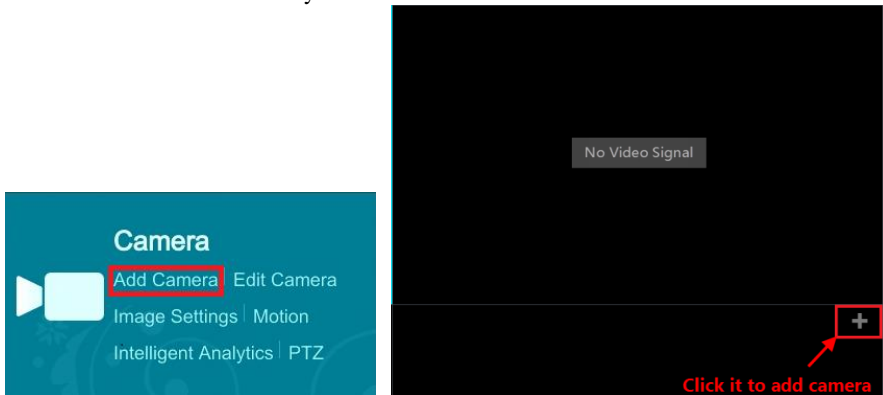 Camera
Add Camera Edit Camera
Image Settings Motion
Intelligent Analytics PTZ
No Video Signal
+
Click it to add camera